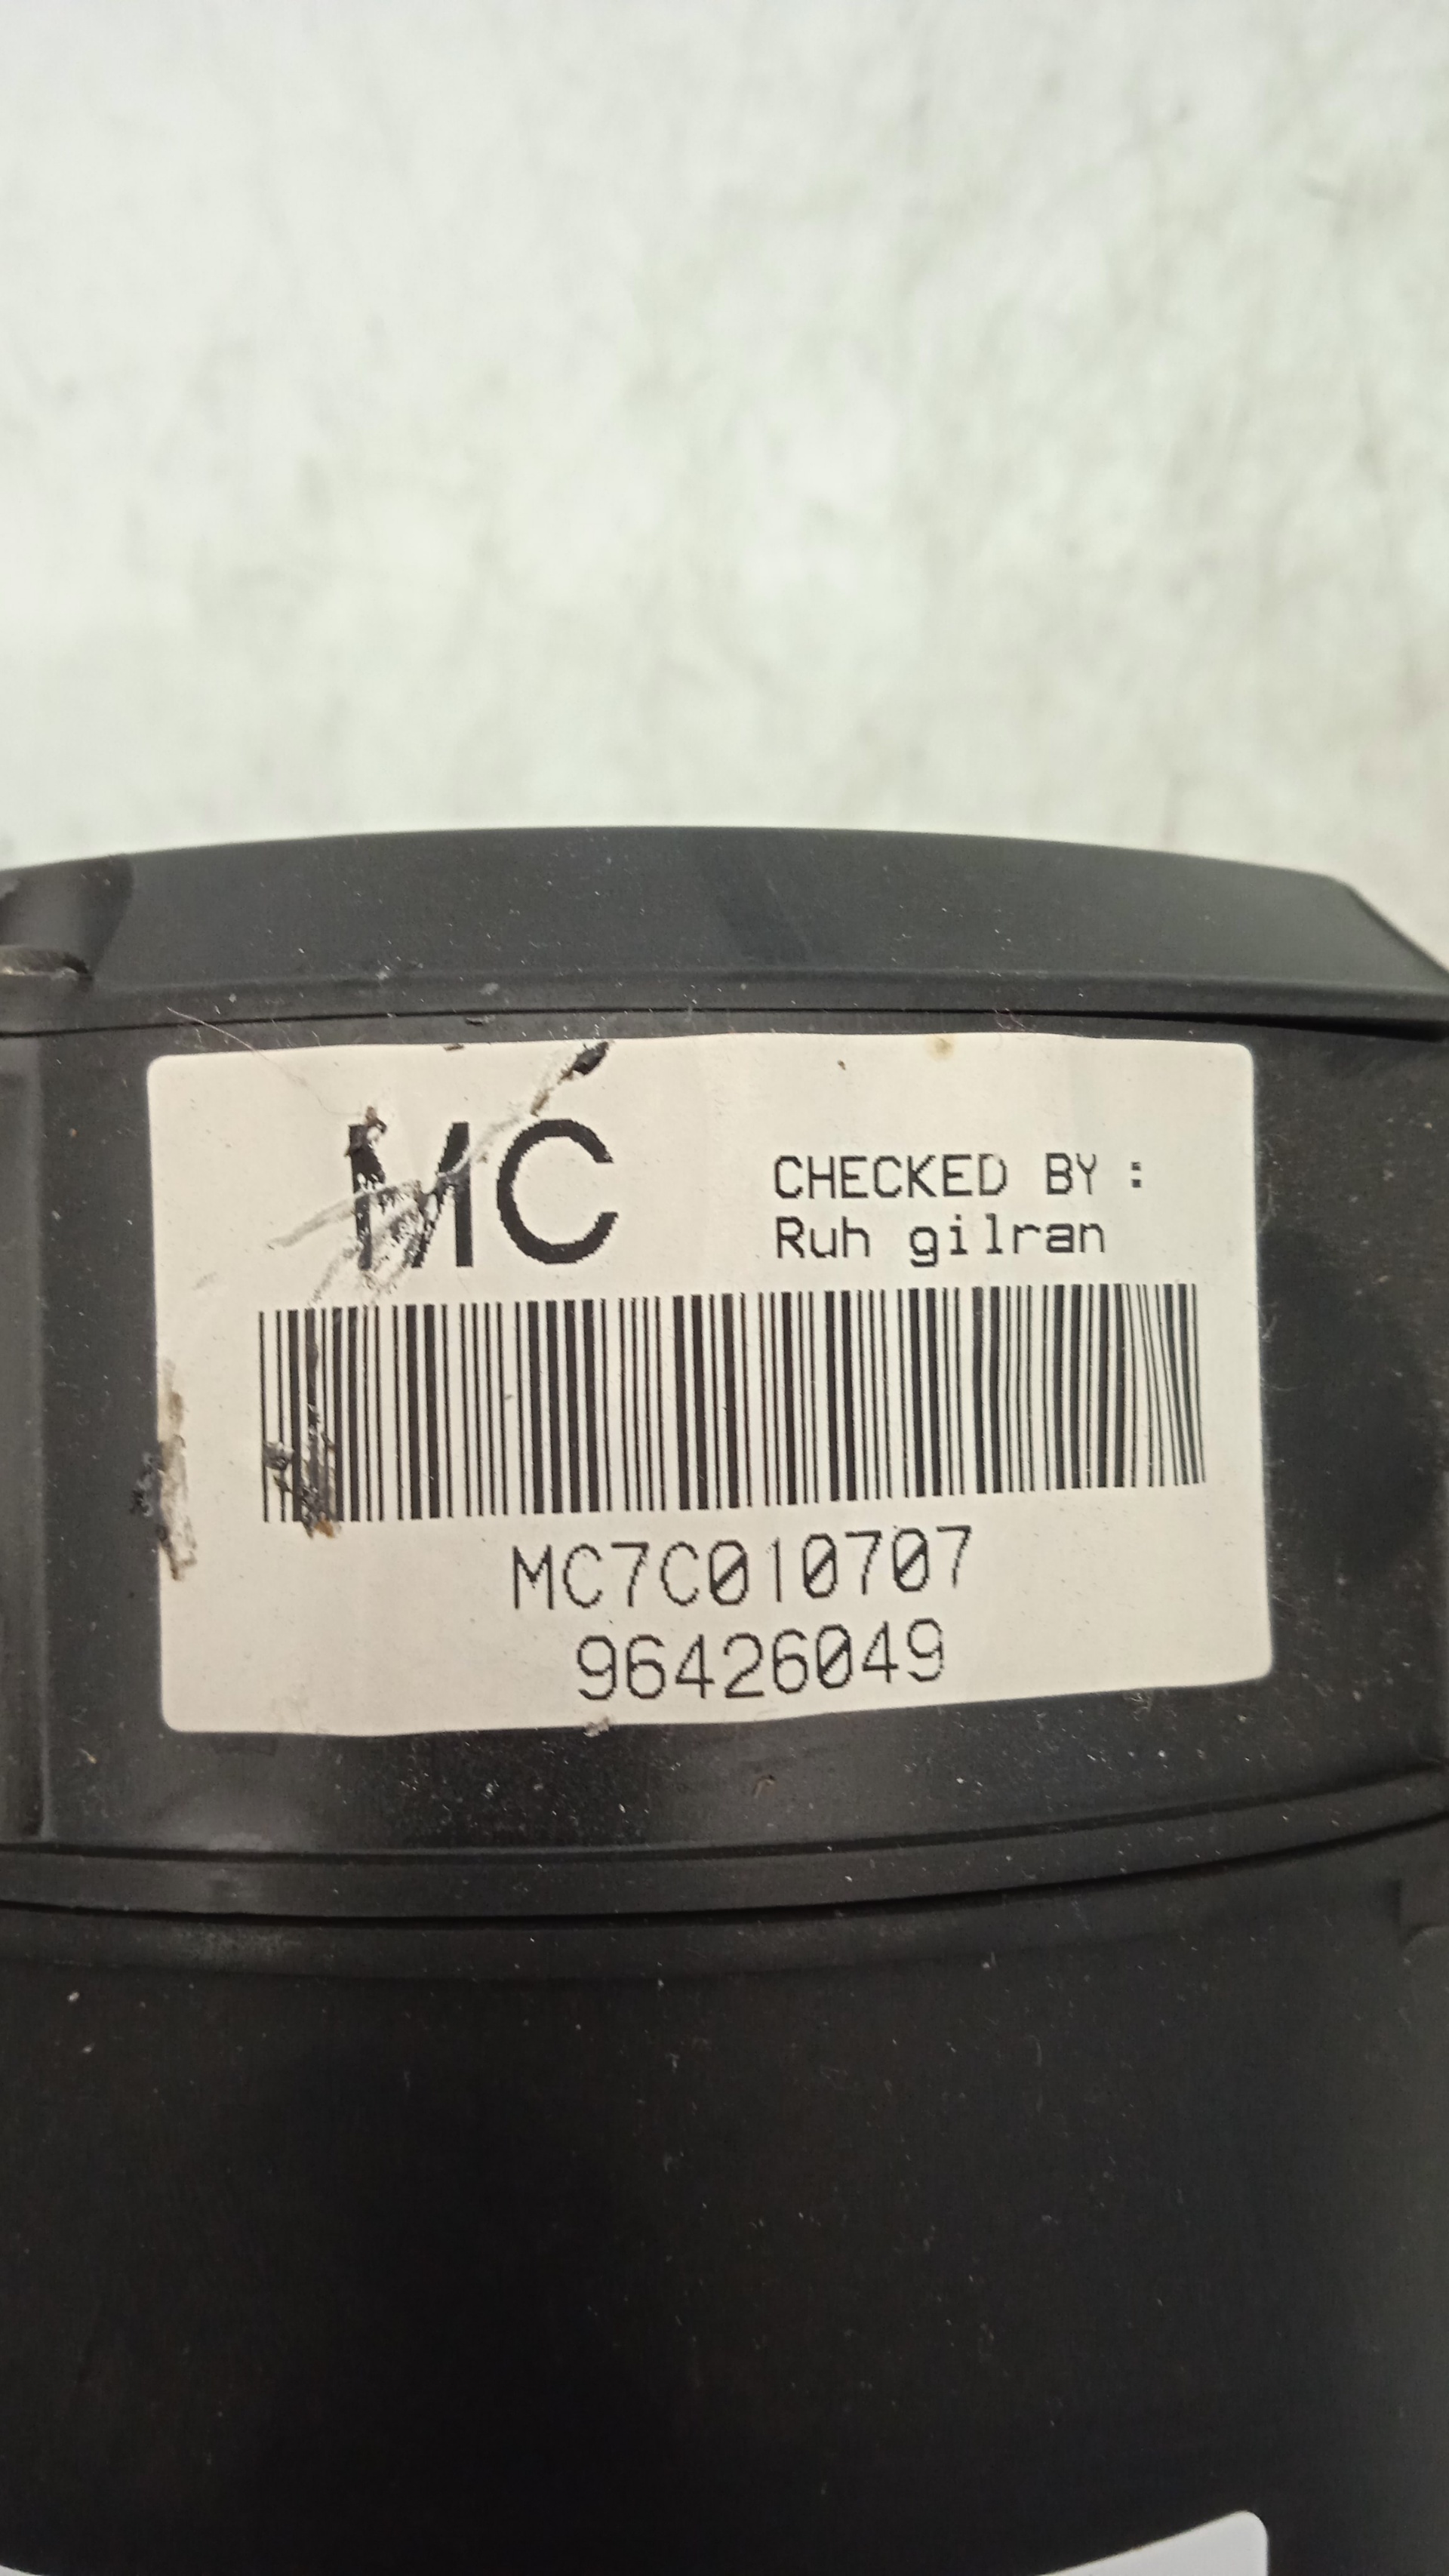 MC
CHECKED BY :
Ruh gilran
MC7C010707
96426049